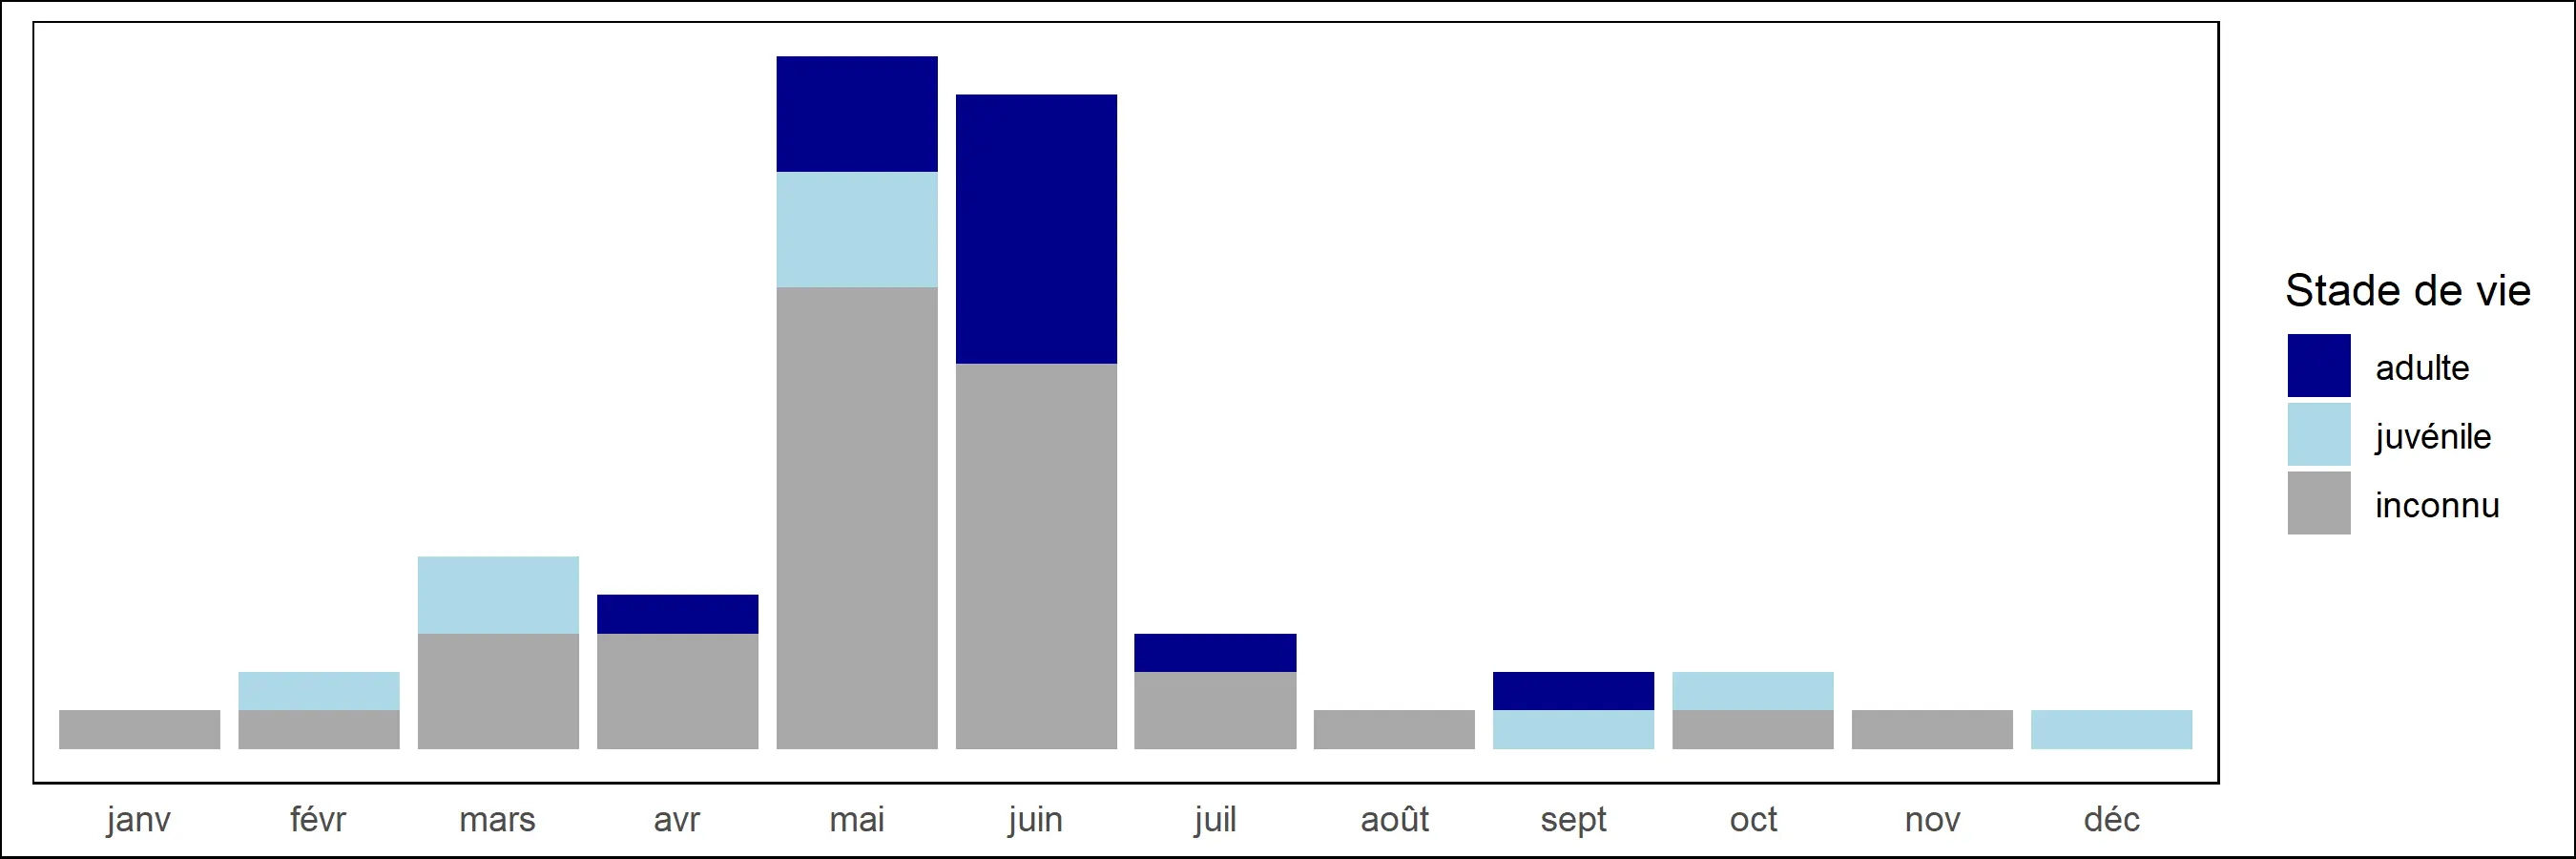 Stade de vie
adulte
juvénile
inconnu
janv févr mars avr mai juin juil août sept oct nov déc